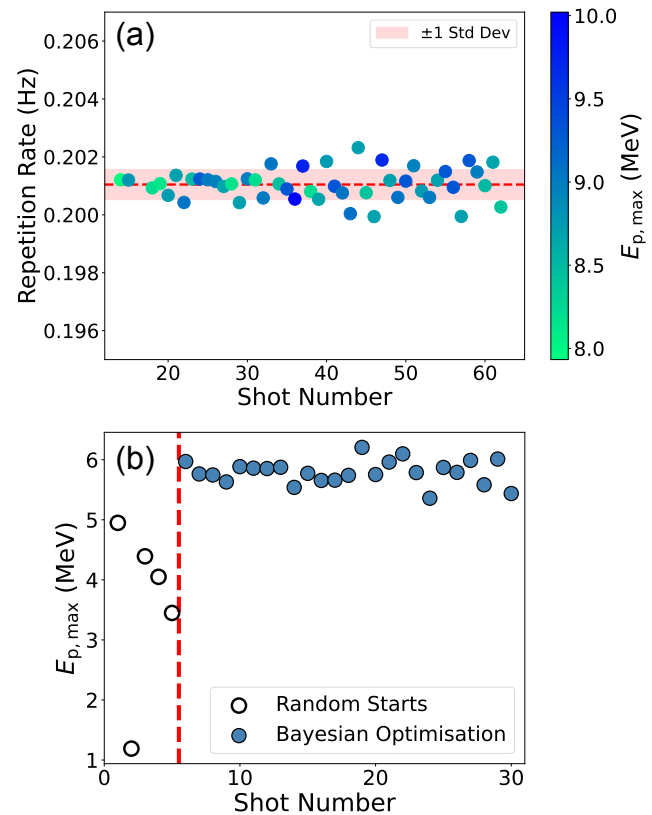 (a)
±1 Std Dev
0.206
0.204
0.202
0.200
0.198
0.196
Repetition Rate (Hz)
20
30
40
50
60
Shot Number
10.0
9.5
9.0
8.5
8.0
E_p,max (MeV)
(b)
6
5
4
3
2
1
E_p,max (MeV)
Random Starts
Bayesian Optimisation
0
10
20
30
Shot Number